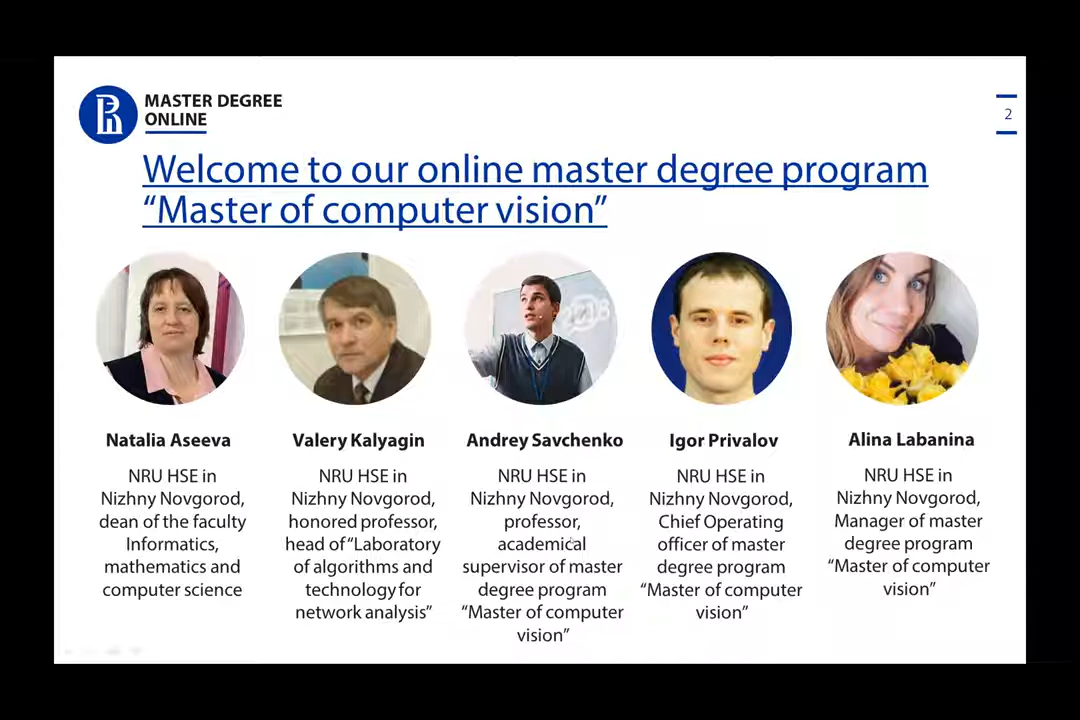 MASTER DEGREE
ONLINE
2
Welcome to our online master degree program
“Master of computer vision”
Natalia Aseeva
NRU HSE in
Nizhny Novgorod,
dean of the faculty
Informatics,
mathematics and
computer science
Valery Kalyagin
NRU HSE in
Nizhny Novgorod,
honored professor,
head of “Laboratory
of algorithms and
technology for
network analysis”
Andrey Savchenko
NRU HSE in
Nizhny Novgorod,
professor,
academical
supervisor of master
degree program
“Master of computer
vision”
Igor Privalov
NRU HSE in
Nizhny Novgorod,
Chief Operating
officer of master
degree program
“Master of computer
vision”
Alina Labanina
NRU HSE in
Nizhny Novgorod,
Manager of master
degree program
“Master of computer
vision”